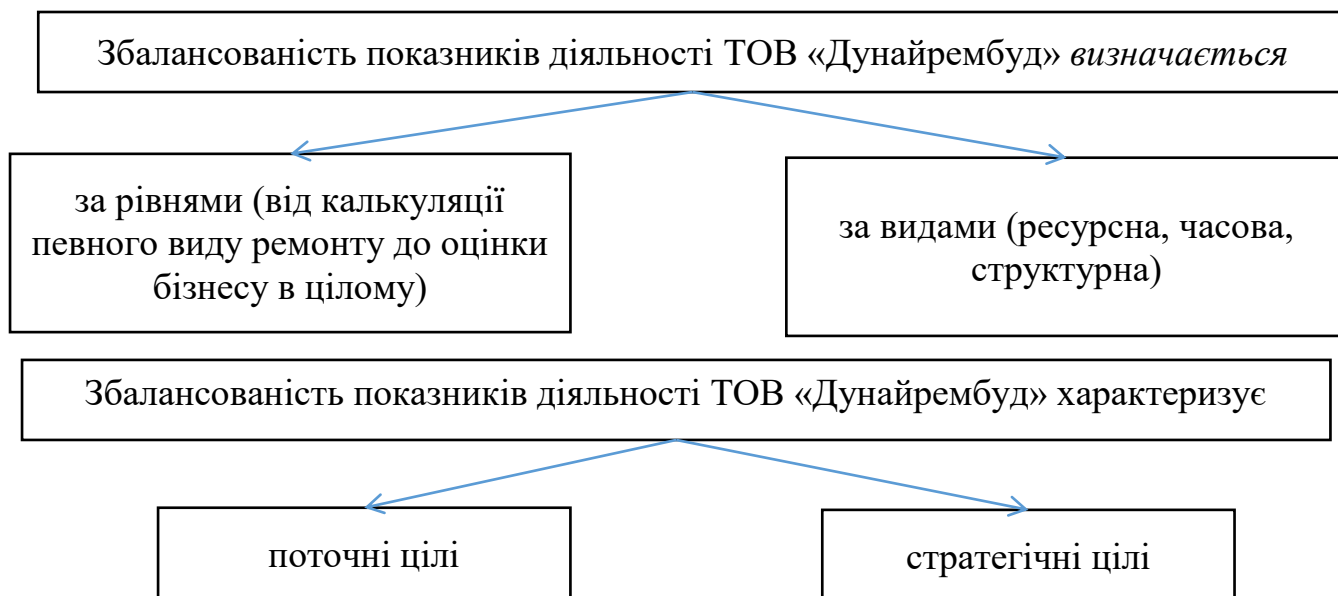 Збалансованість показників діяльності ТОВ «Дунайрембуд» визначається
за рівнями (від калькуляції
певного виду ремонту до оцінки
бізнесу в цілому)
за видами (ресурсна, часова,
структурна)
Збалансованість показників діяльності ТОВ «Дунайрембуд» характеризує
поточні цілі
стратегічні цілі